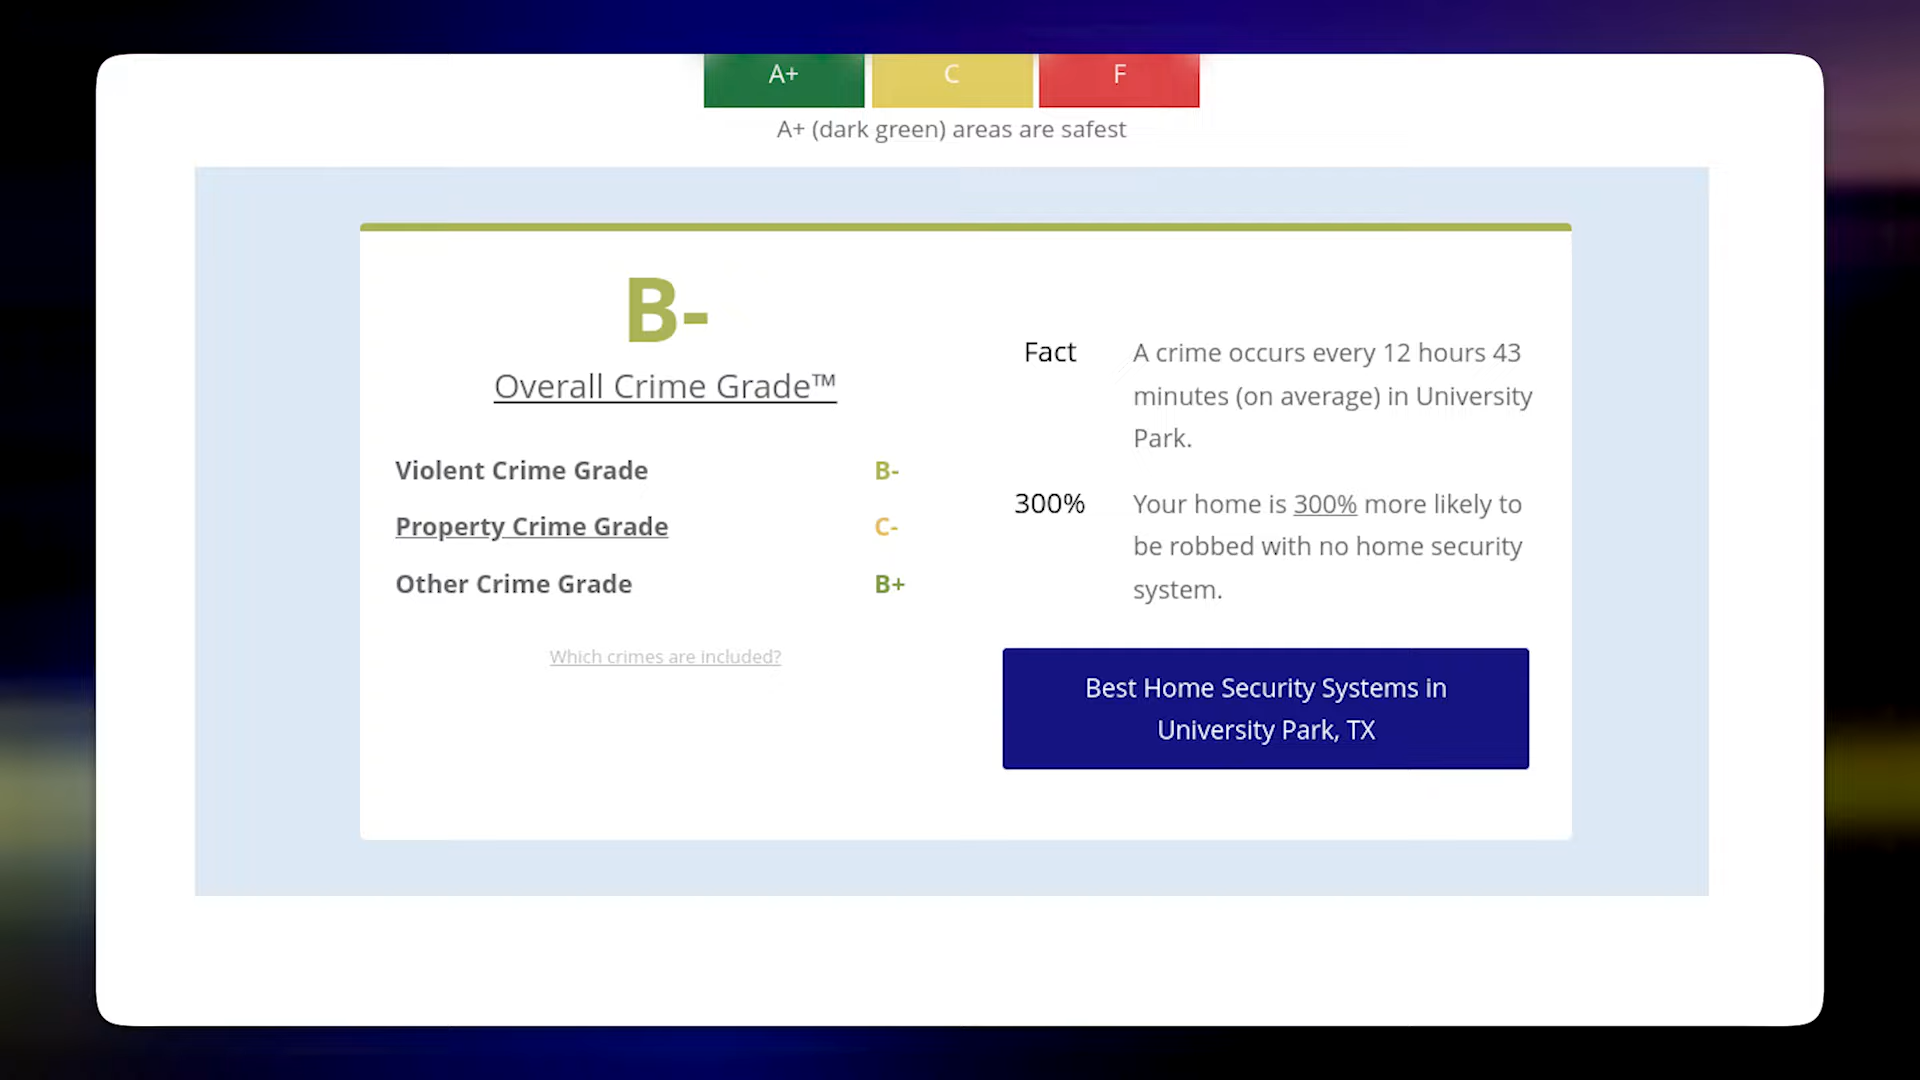 A+ C F
A+ (dark green) areas are safest
B-
Overall Crime Grade™
Violent Crime Grade B-
Property Crime Grade C-
Other Crime Grade B+
Which crimes are included?
Fact A crime occurs every 12 hours 43
minutes (on average) in University
Park.
300% Your home is 300% more likely to
be robbed with no home security
system.
Best Home Security Systems in
University Park, TX